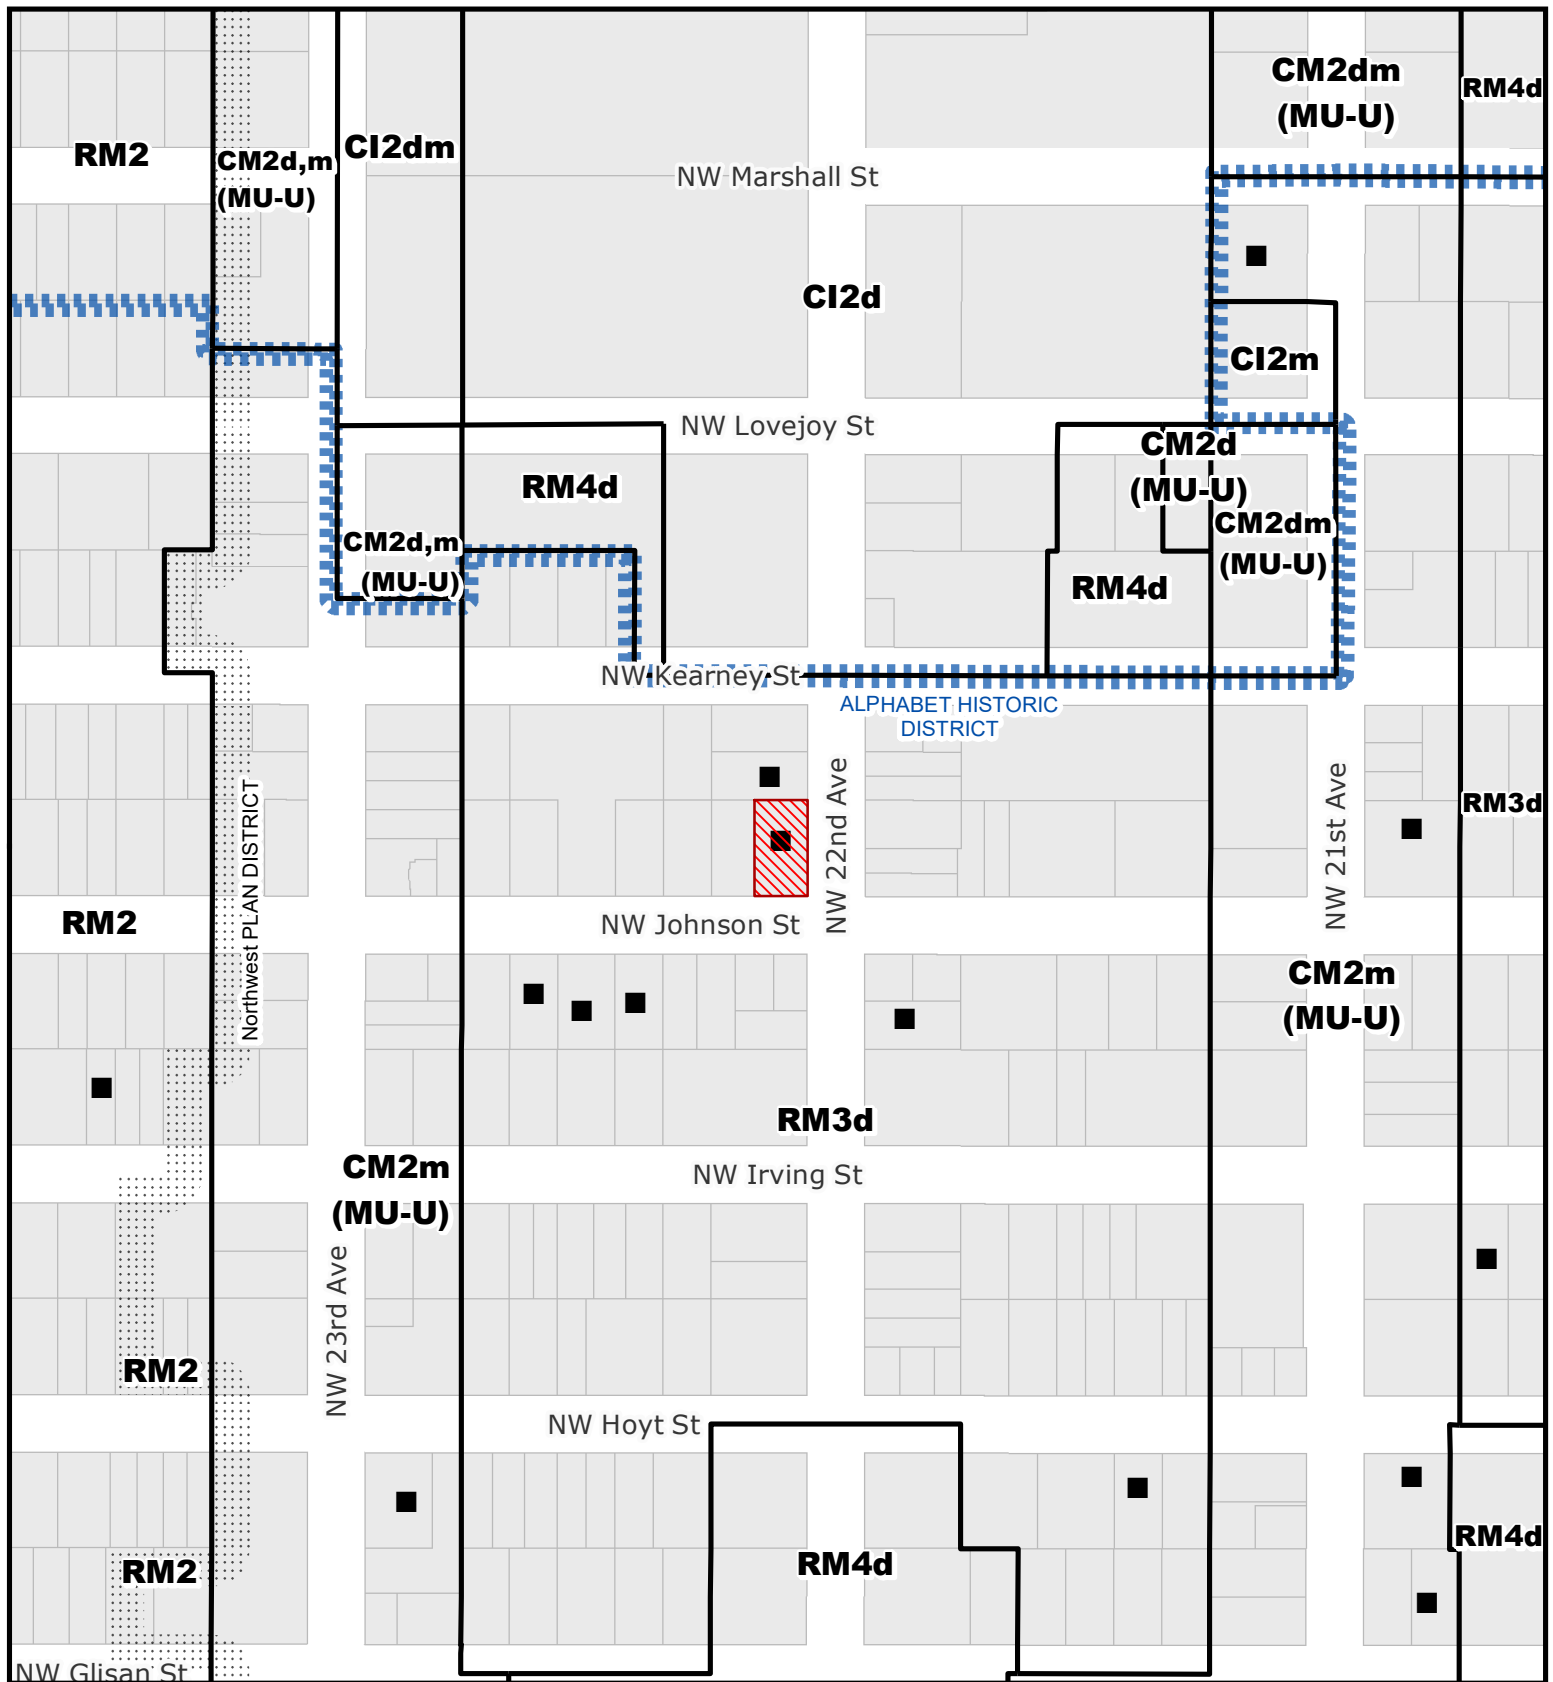 CM2dm
(MU-U)
RM4d
RM2
CM2d,m
(MU-U)
CI2dm
NW Marshall St
CI2d
CI2m
NW Lovejoy St
CM2d
(MU-U)
RM4d
CM2dm
(MU-U)
CM2d,m
(MU-U)
RM4d
NW Kearney St
ALPHABET HISTORIC
DISTRICT
NW 22nd Ave
NW 21st Ave
RM3d
Northwest PLAN DISTRICT
RM2
NW Johnson St
CM2m
(MU-U)
RM3d
CM2m
(MU-U)
NW Irving St
NW 23rd Ave
RM2
NW Hoyt St
RM4d
RM4d
RM2
NW Glisan St